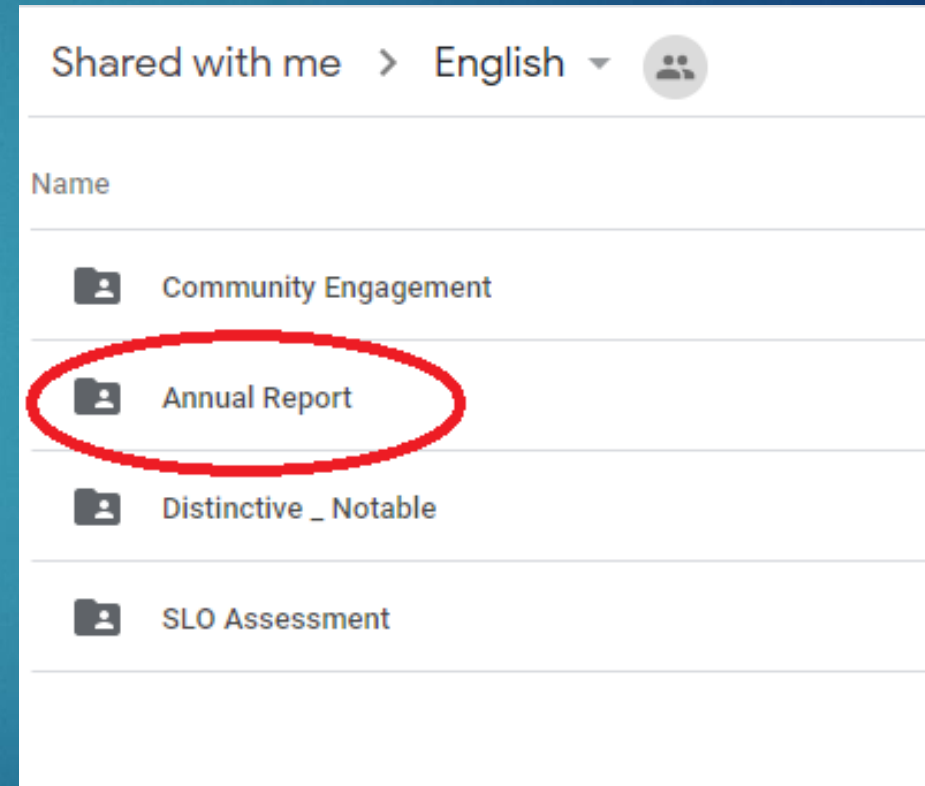 Shared with me > English
Name
Community Engagement
Annual Report
Distinctive _ Notable
SLO Assessment